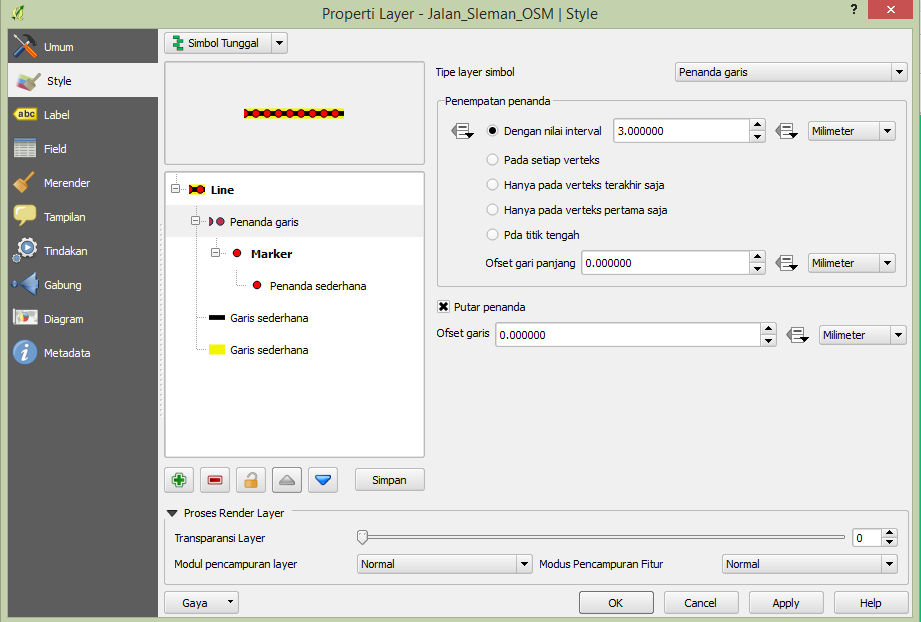 Properti Layer - Jalan_Sleman_OSM | Style
?
Umum
Style
abc
Label
Field
Merender
Tampilan
Tindakan
Gabung
Diagram
Metadata
Simbol Tunggal
Line
Penanda garis
Marker
Penanda sederhana
Garis sederhana
Garis sederhana
Simpan
Tipe layer simbol
Penanda garis
Penempatan penanda
Dengan nilai interval
3.000000
Milimeter
Pada setiap verteks
Hanya pada verteks terakhir saja
Hanya pada verteks pertama saja
Pda titik tengah
Ofset gari panjang
0.000000
Milimeter
Putar penanda
Ofset garis
0.000000
Milimeter
Proses Render Layer
Transparansi Layer
0
Modul pencampuran layer
Normal
Modus Pencampuran Fitur
Normal
Gaya
OK
Cancel
Apply
Help